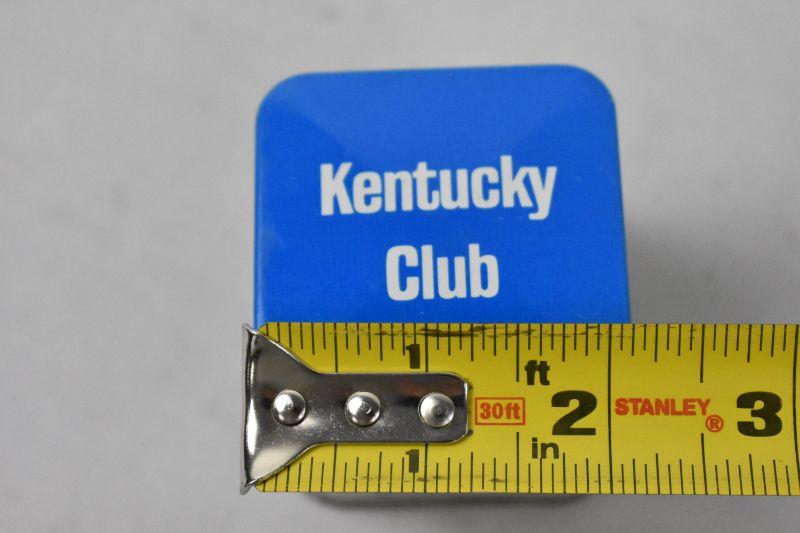 Kentucky
Club
1 ft
30ft 2 STANLEY® 3
1 in